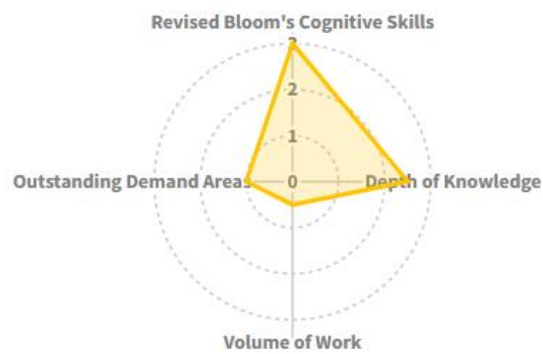 Revised Bloom's Cognitive Skills
3
2
1
Outstanding Demand Areas
0
Depth of Knowledge
Volume of Work